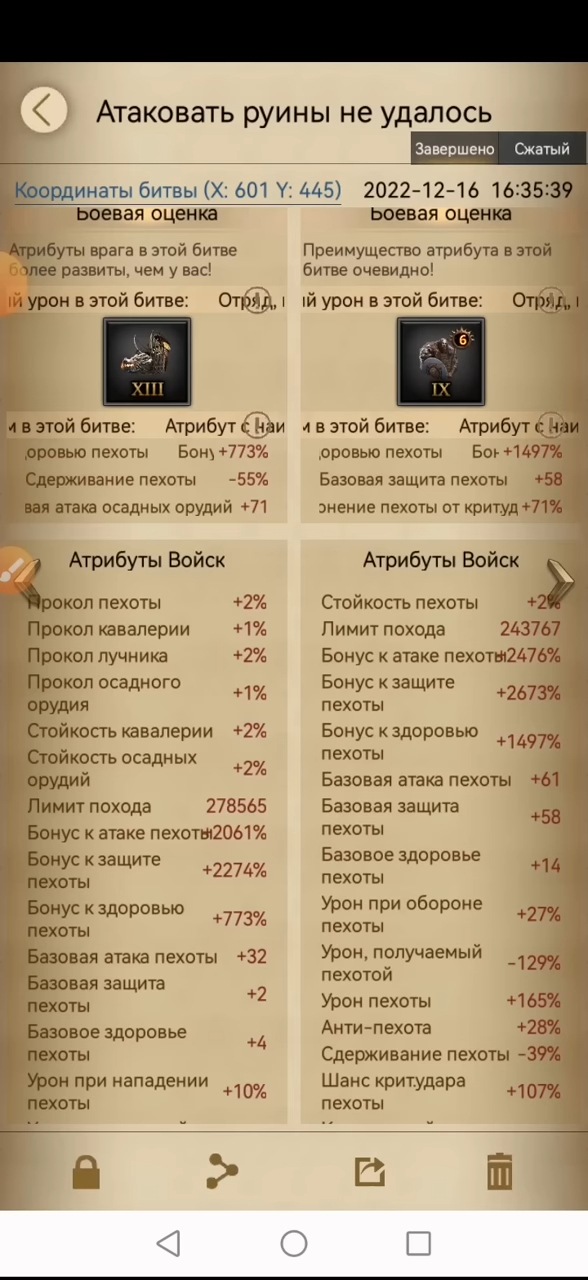 Атаковать руины не удалось
Завершено Сжатый
Координаты битвы (X: 601 Y: 445) 2022-12-16 16:35:39
Боевая оценка
Атрибуты врага в этой битве
более развиты, чем у вас!
ый урон в этой битве: Отряд,
XIII
м в этой битве: Атрибут с наи
доровью пехоты Бону +773%
Сдерживание пехоты -55%
вая атака осадных орудий +71
Атрибуты Войск
Прокол пехоты +2%
Прокол кавалерии +1%
Прокол лучника +2%
Прокол осадного
орудия +1%
Стойкость кавалерии +2%
Стойкость осадных
орудий +2%
Лимит похода 278565
Бонус к атаке пехоты +2061%
Бонус к защите
пехоты +2274%
Бонус к здоровью
пехоты +773%
Базовая атака пехоты +32
Базовая защита
пехоты +2
Базовое здоровье
пехоты +4
Урон при нападении
пехоты +10%
Боевая оценка
Преимущество атрибута в этой
битве очевидно!
ый урон в этой битве: Отряд,
6
IX
м в этой битве: Атрибут с наи
доровью пехоты Бон +1497%
Базовая защита пехоты +58
онение пехоты от крит.уд +71%
Атрибуты Войск
Стойкость пехоты +2%
Лимит похода 243767
Бонус к атаке пехоты +2476%
Бонус к защите
пехоты +2673%
Бонус к здоровью
пехоты +1497%
Базовая атака пехоты +61
Базовая защита
пехоты +58
Базовое здоровье
пехоты +14
Урон при обороне
пехоты +27%
Урон, получаемый
пехотой -129%
Урон пехоты +165%
Анти-пехота +28%
Сдерживание пехоты -39%
Шанс крит.удара
пехоты +107%